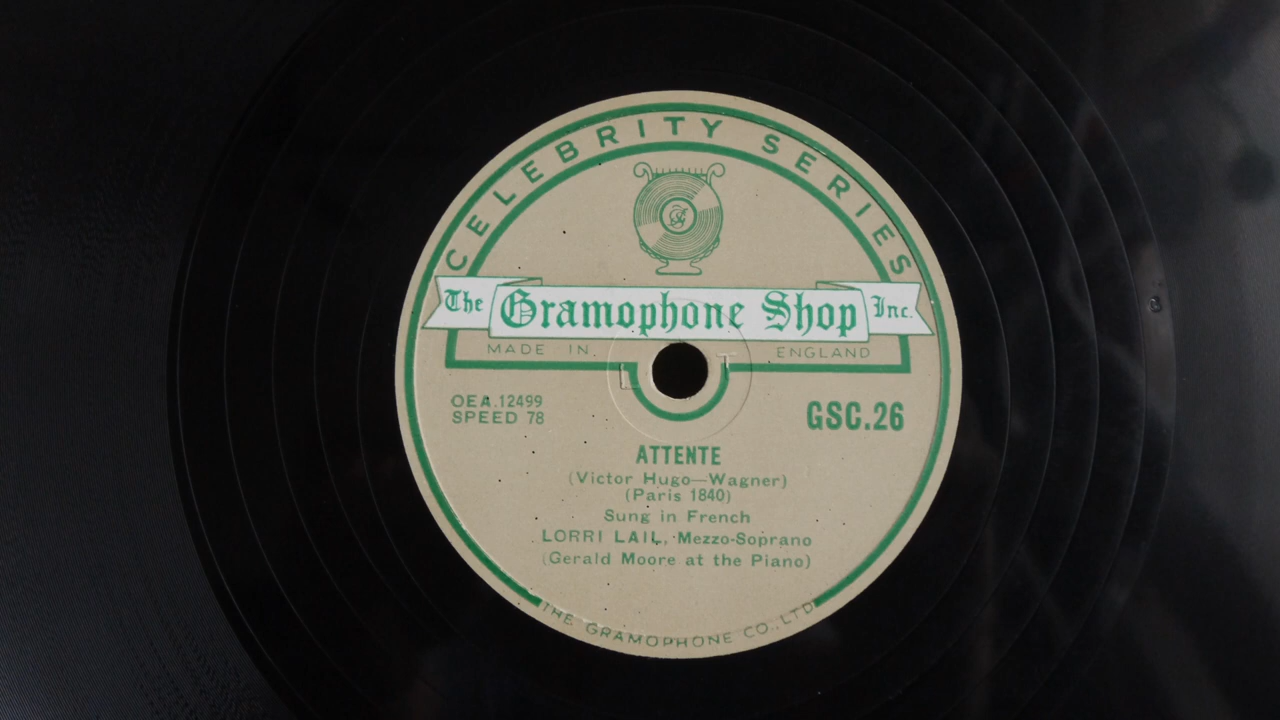 CELEBRITY SERIES
The Gramophone Shop Inc.
MADE IN ENGLAND
OEA.12499
SPEED 78
GSC.26
ATTENTE
(Victor Hugo—Wagner)
(Paris 1840)
Sung in French
LORRI LAIL, Mezzo-Soprano
(Gerald Moore at the Piano)
THE GRAMOPHONE CO., LTD